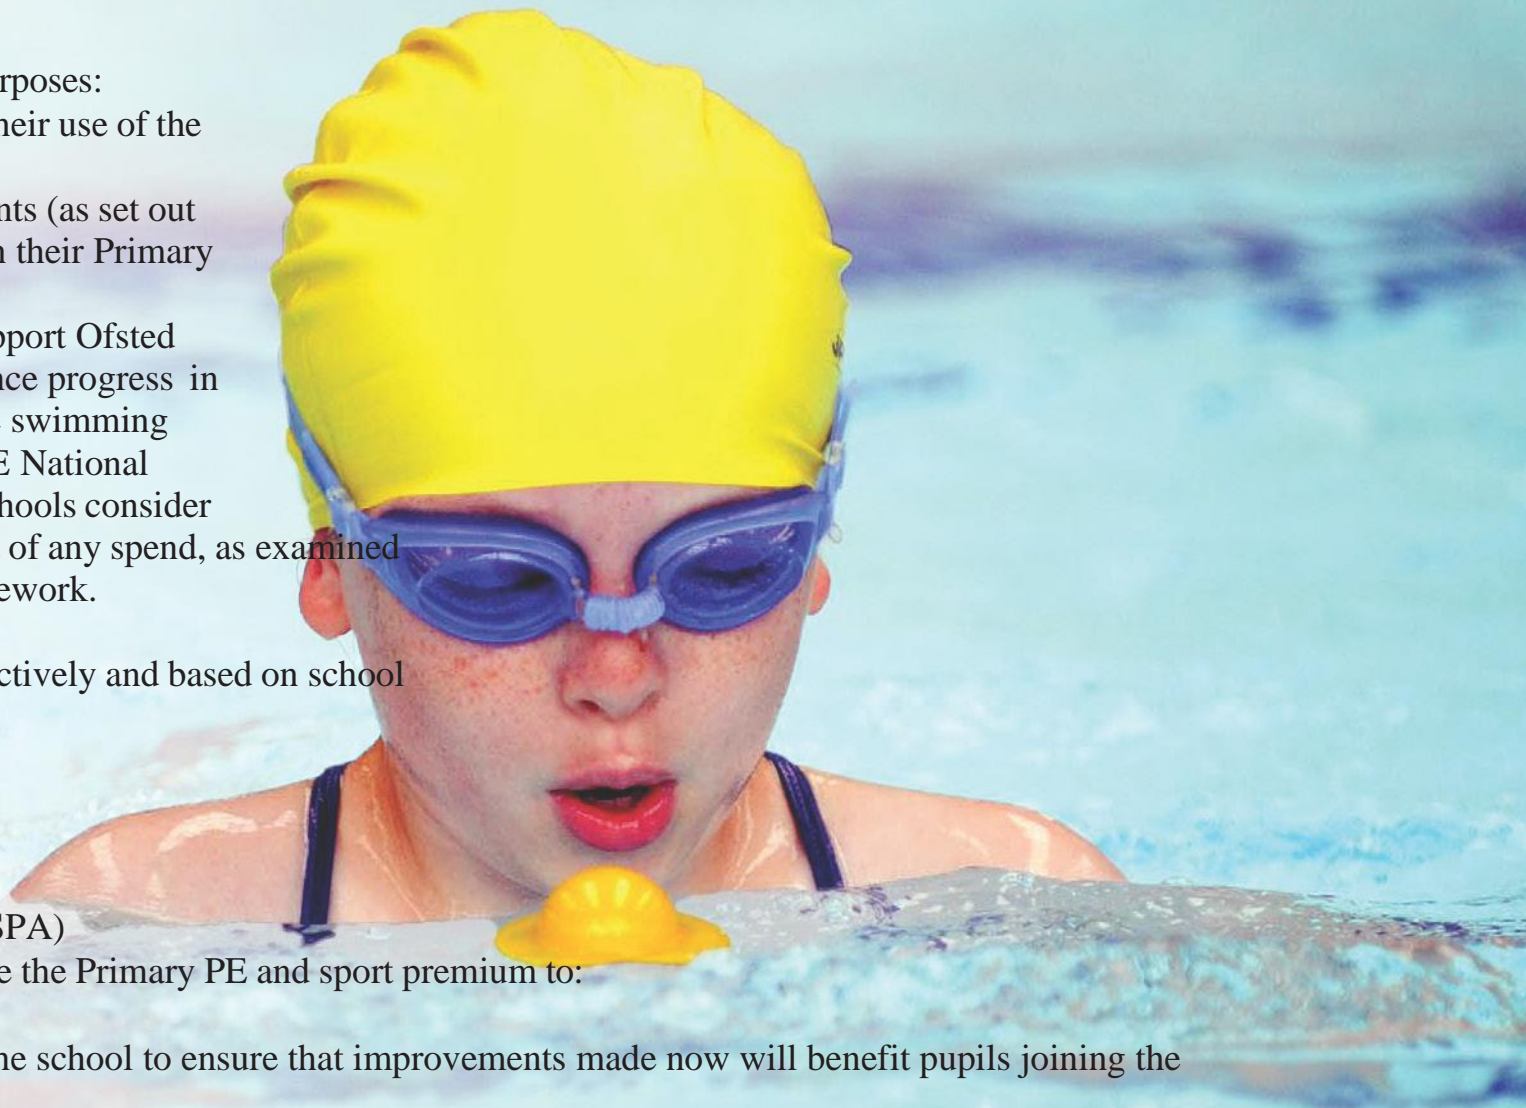 rposes:
heir use of the
nts (as set out
n their Primary
pport Ofsted
nce progress in
swimming
E National
hools consider
of any spend, as examined
ework.
ctively and based on school
SPA)
e the Primary PE and sport premium to:
he school to ensure that improvements made now will benefit pupils joining the